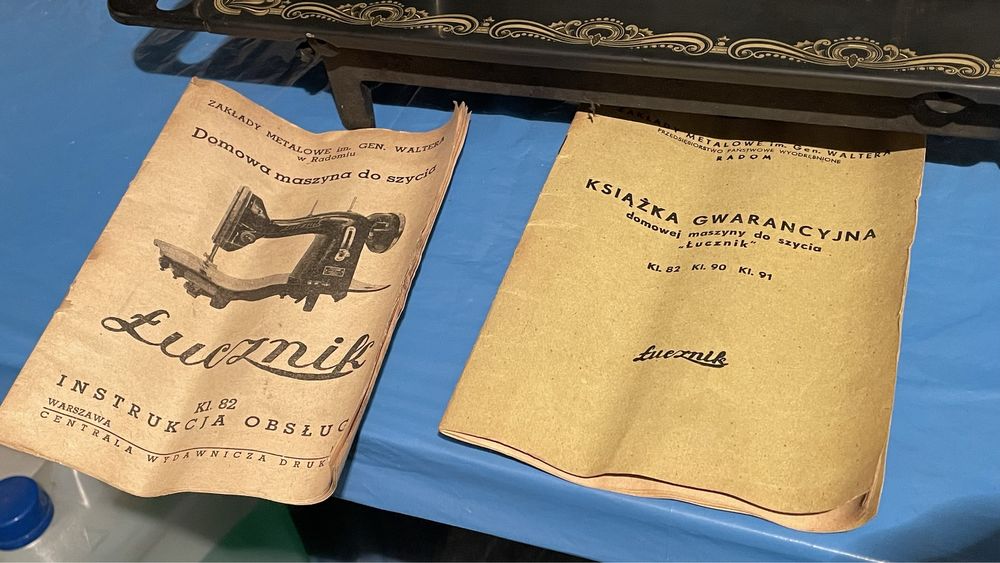 ZAKŁADY METALOWE im. GEN. WALTERA
w Radomiu
Domowa maszyna do szycia
Łucznik
Kl. 82
INSTRUKCJA OBSŁUG
WARSZAWA
CENTRALA WYDAWNICZA DRUK
ZAKŁADY METALOWE im. Gen. WALTERA
PRZEDSIĘBIORSTWO PAŃSTWOWE WYODRĘBNIONE
RADOM
KSIĄŻKA GWARANCYJNA
domowej maszyny do szycia
„Łucznik"
Kl. 82 Kl. 90 Kl. 91
Łucznik